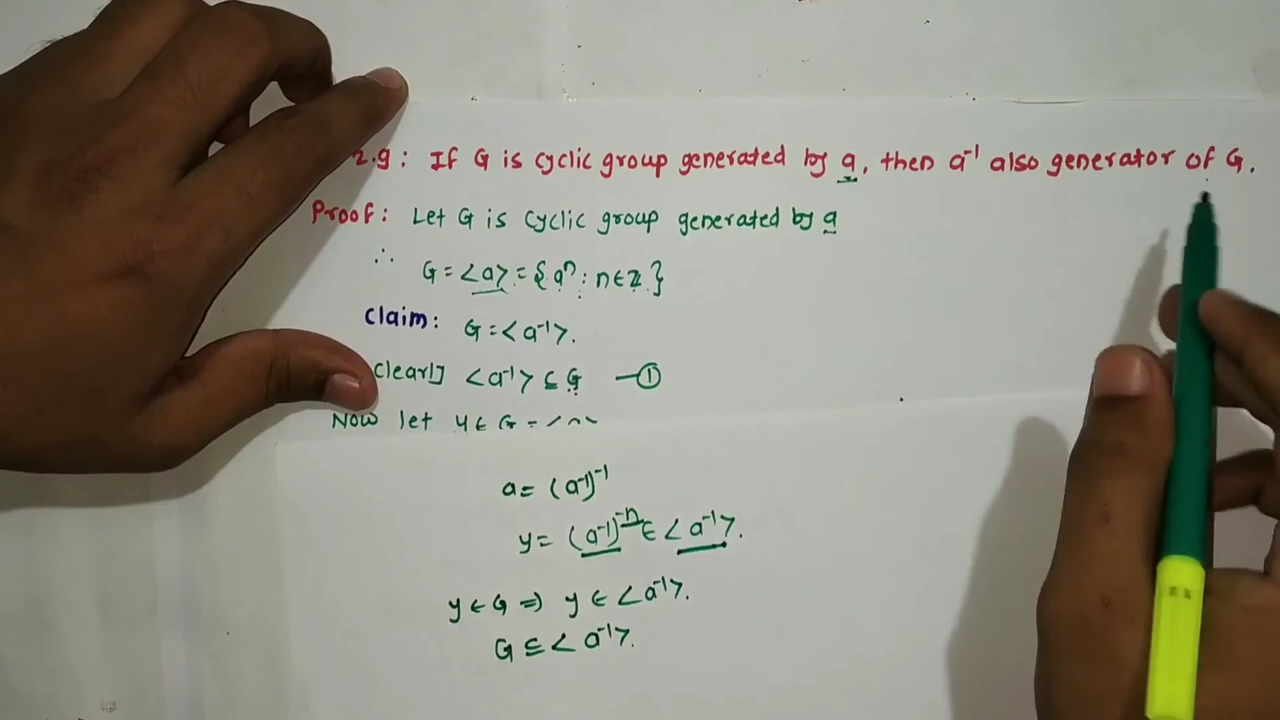 2.9: If G is cyclic group generated by a, then a⁻¹ also generator of G.
Proof: Let G is cyclic group generated by a
∴ G = <a> = {aⁿ : n ∈ Z}
Claim: G = <a⁻¹>.
Clearly <a⁻¹> ⊆ G —①
Now let y ∈ G =
a = (a⁻¹)⁻¹
y = (a⁻¹)⁻ⁿ ∈ <a⁻¹>.
y ∈ G ⇒ y ∈ <a⁻¹>.
G ⊆ <a⁻¹>.